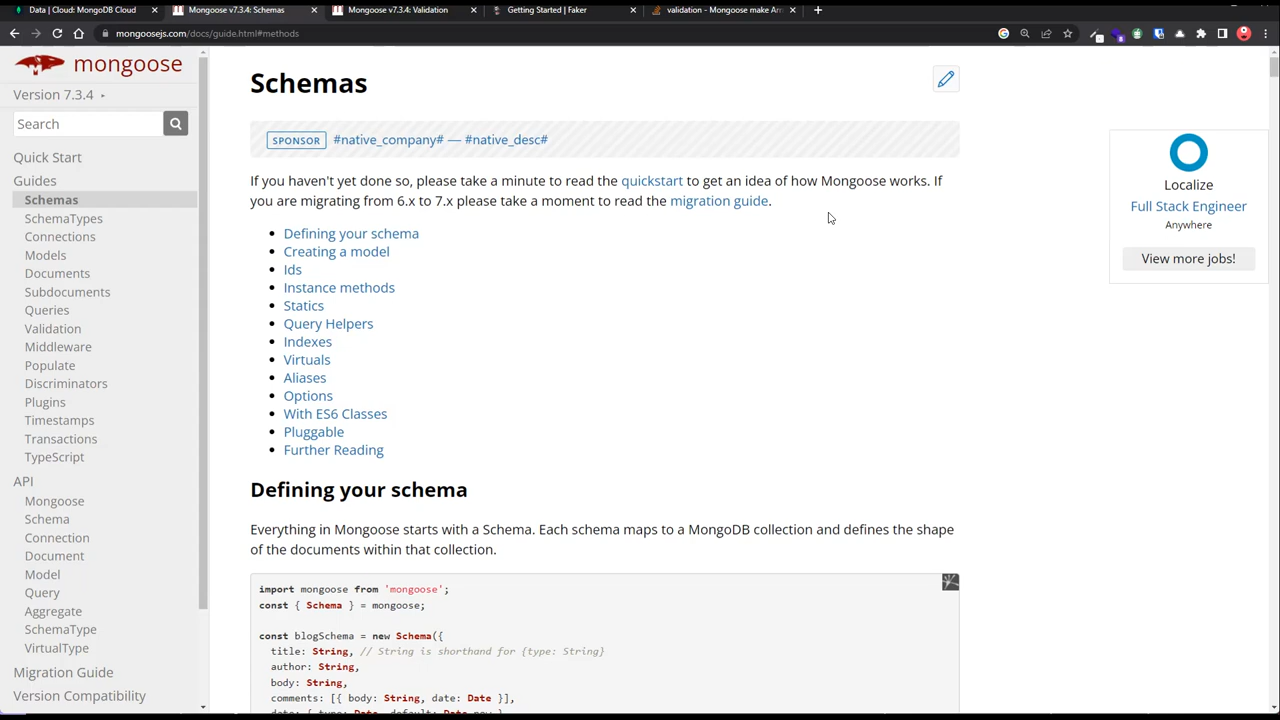 Data | Cloud: MongoDB Cloud
Mongoose v7.3.4: Schemas
Mongoose v7.3.4: Validation
Getting Started | Faker
validation - Mongoose make Arr
mongoosejs.com/docs/guide.html#methods
mongoose
Version 7.3.4
Search
Quick Start
Guides
Schemas
SchemaTypes
Connections
Models
Documents
Subdocuments
Queries
Validation
Middleware
Populate
Discriminators
Plugins
Timestamps
Transactions
TypeScript
API
Mongoose
Schema
Connection
Document
Model
Query
Aggregate
SchemaType
VirtualType
Migration Guide
Version Compatibility
Schemas
SPONSOR #native_company# — #native_desc#
If you haven't yet done so, please take a minute to read the quickstart to get an idea of how Mongoose works. If
you are migrating from 6.x to 7.x please take a moment to read the migration guide.
Defining your schema
Creating a model
Ids
Instance methods
Statics
Query Helpers
Indexes
Virtuals
Aliases
Options
With ES6 Classes
Pluggable
Further Reading
Defining your schema
Everything in Mongoose starts with a Schema. Each schema maps to a MongoDB collection and defines the shape
of the documents within that collection.
import mongoose from 'mongoose';
const { Schema } = mongoose;
const blogSchema = new Schema({
title: String, // String is shorthand for {type: String}
author: String,
body: String,
comments: [{ body: String, date: Date }],
date: { type: Date, default: Date.now },
Localize
Full Stack Engineer
Anywhere
View more jobs!